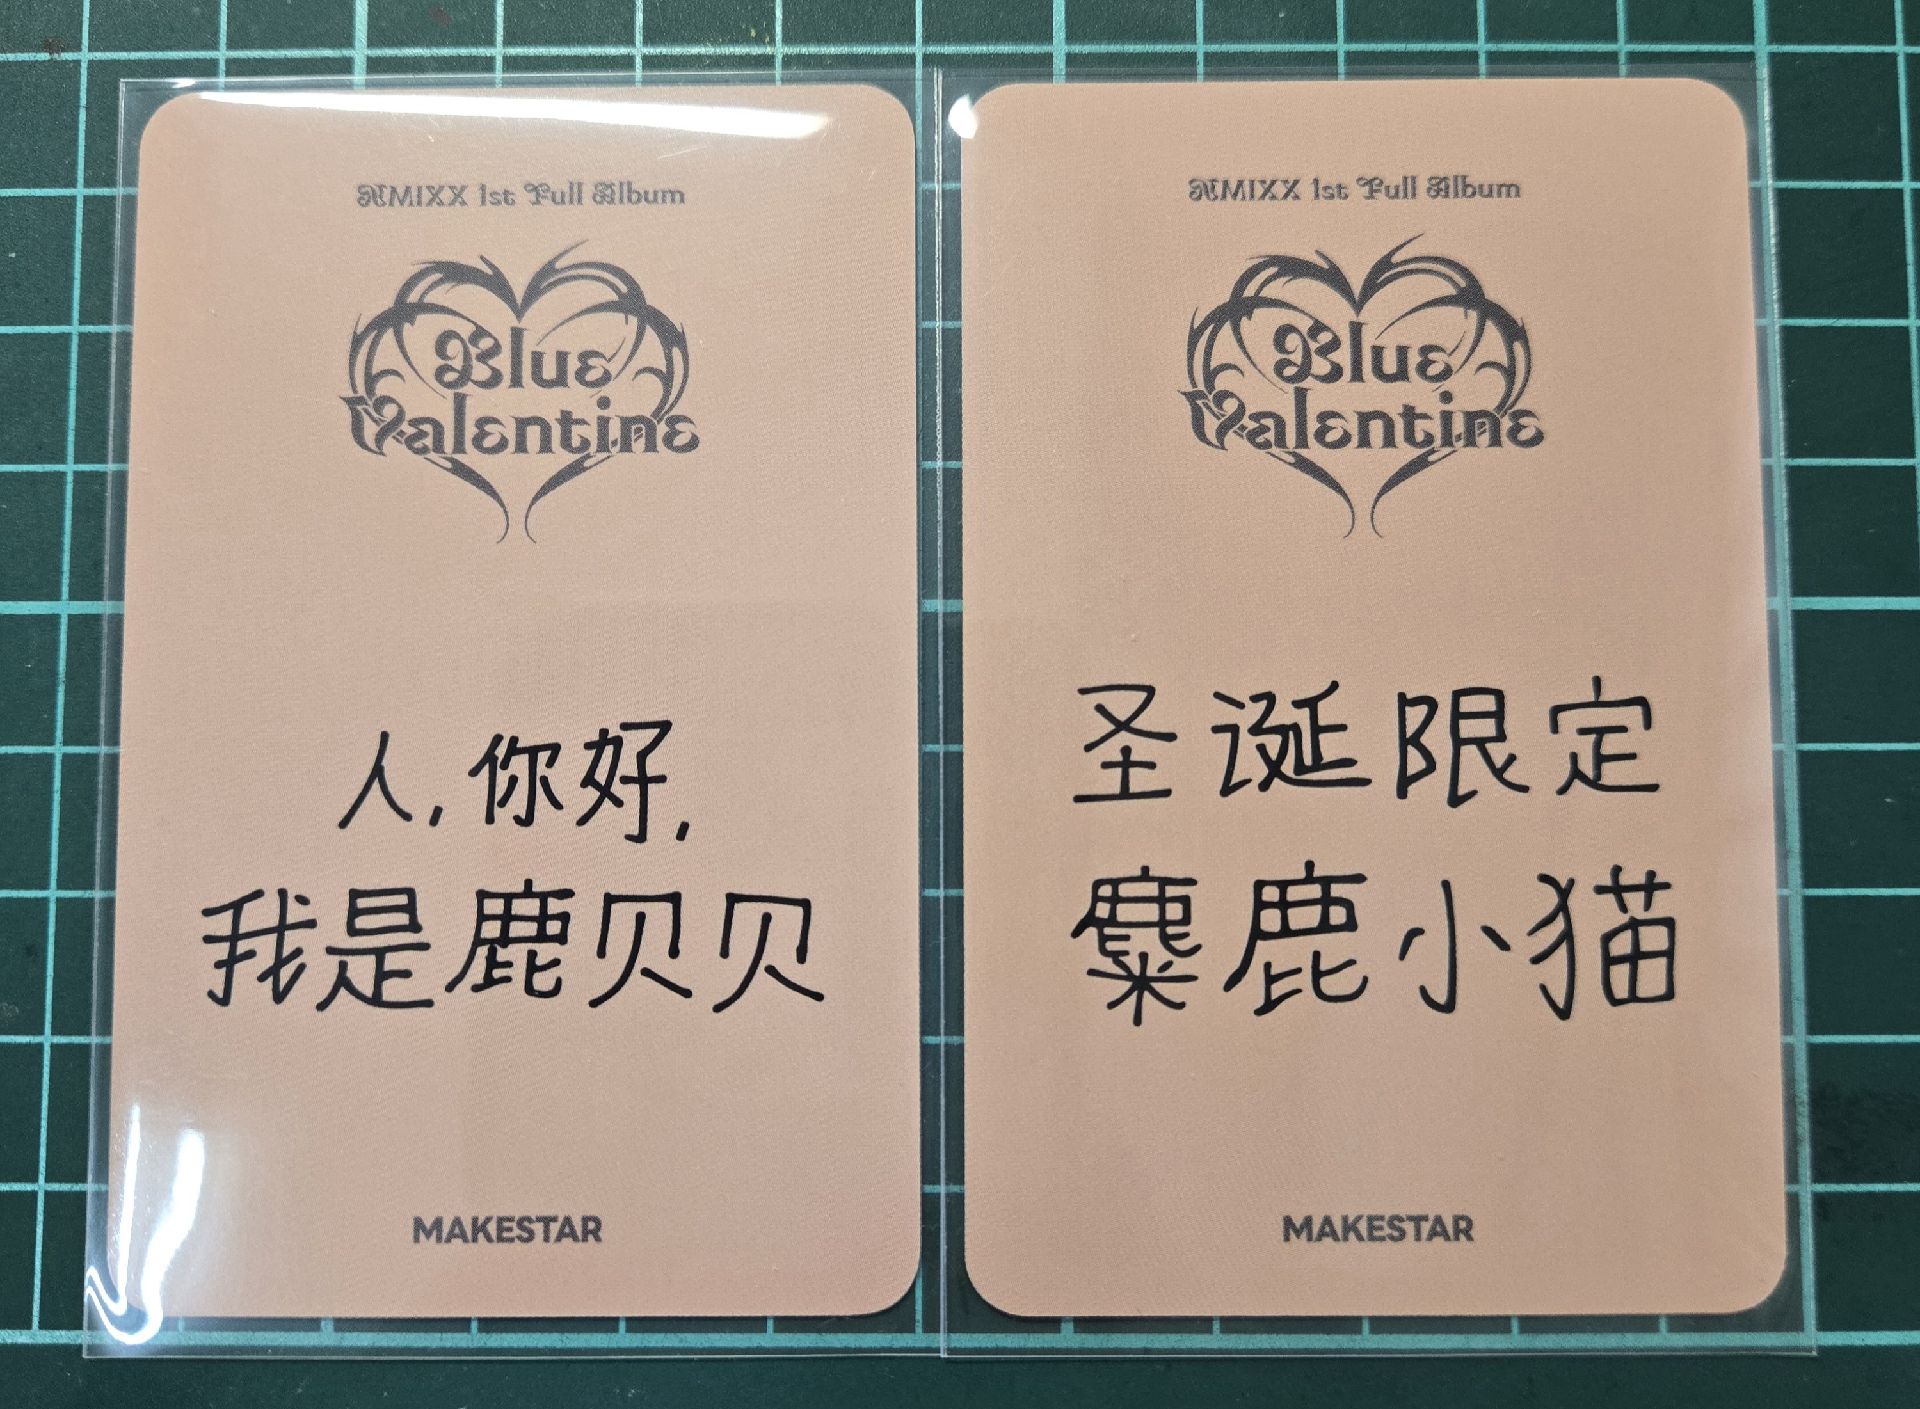 NMIXX 1st Full Album
Blue
Valentine
人,你好,
我是鹿贝贝
MAKESTAR
NMIXX 1st Full Album
Blue
Valentine
圣诞限定
麋鹿小猫
MAKESTAR